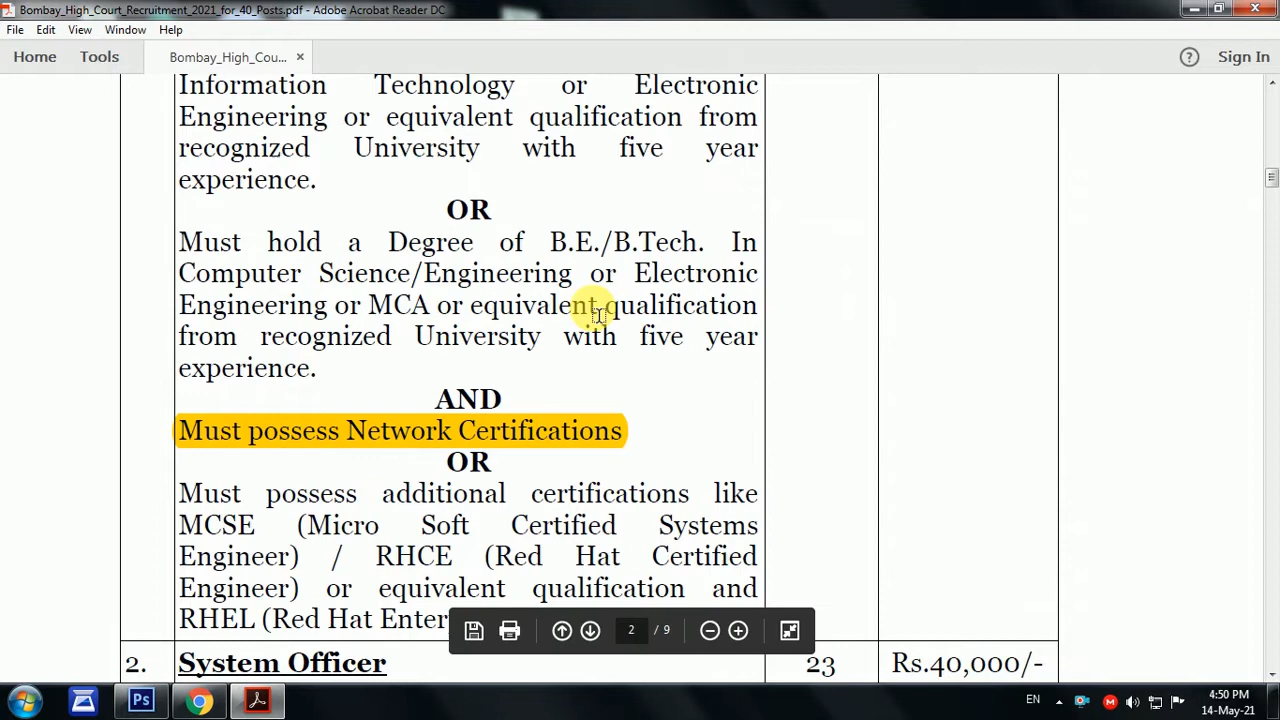 Bombay_High_Court_Recruitment_2021_for_40_Posts.pdf - Adobe Acrobat Reader DC
File Edit View Window Help
Home Tools Bombay_High_Cou... × Sign In
Information Technology or Electronic
Engineering or equivalent qualification from
recognized University with five year
experience.
OR
Must hold a Degree of B.E./B.Tech. In
Computer Science/Engineering or Electronic
Engineering or MCA or equivalent qualification
from recognized University with five year
experience.
AND
Must possess Network Certifications
OR
Must possess additional certifications like
MCSE (Micro Soft Certified Systems
Engineer) / RHCE (Red Hat Certified
Engineer) or equivalent qualification and
RHEL (Red Hat Enter
2 / 9
2. System Officer 23 Rs.40,000/-
Ps EN 4:50 PM
14-May-21